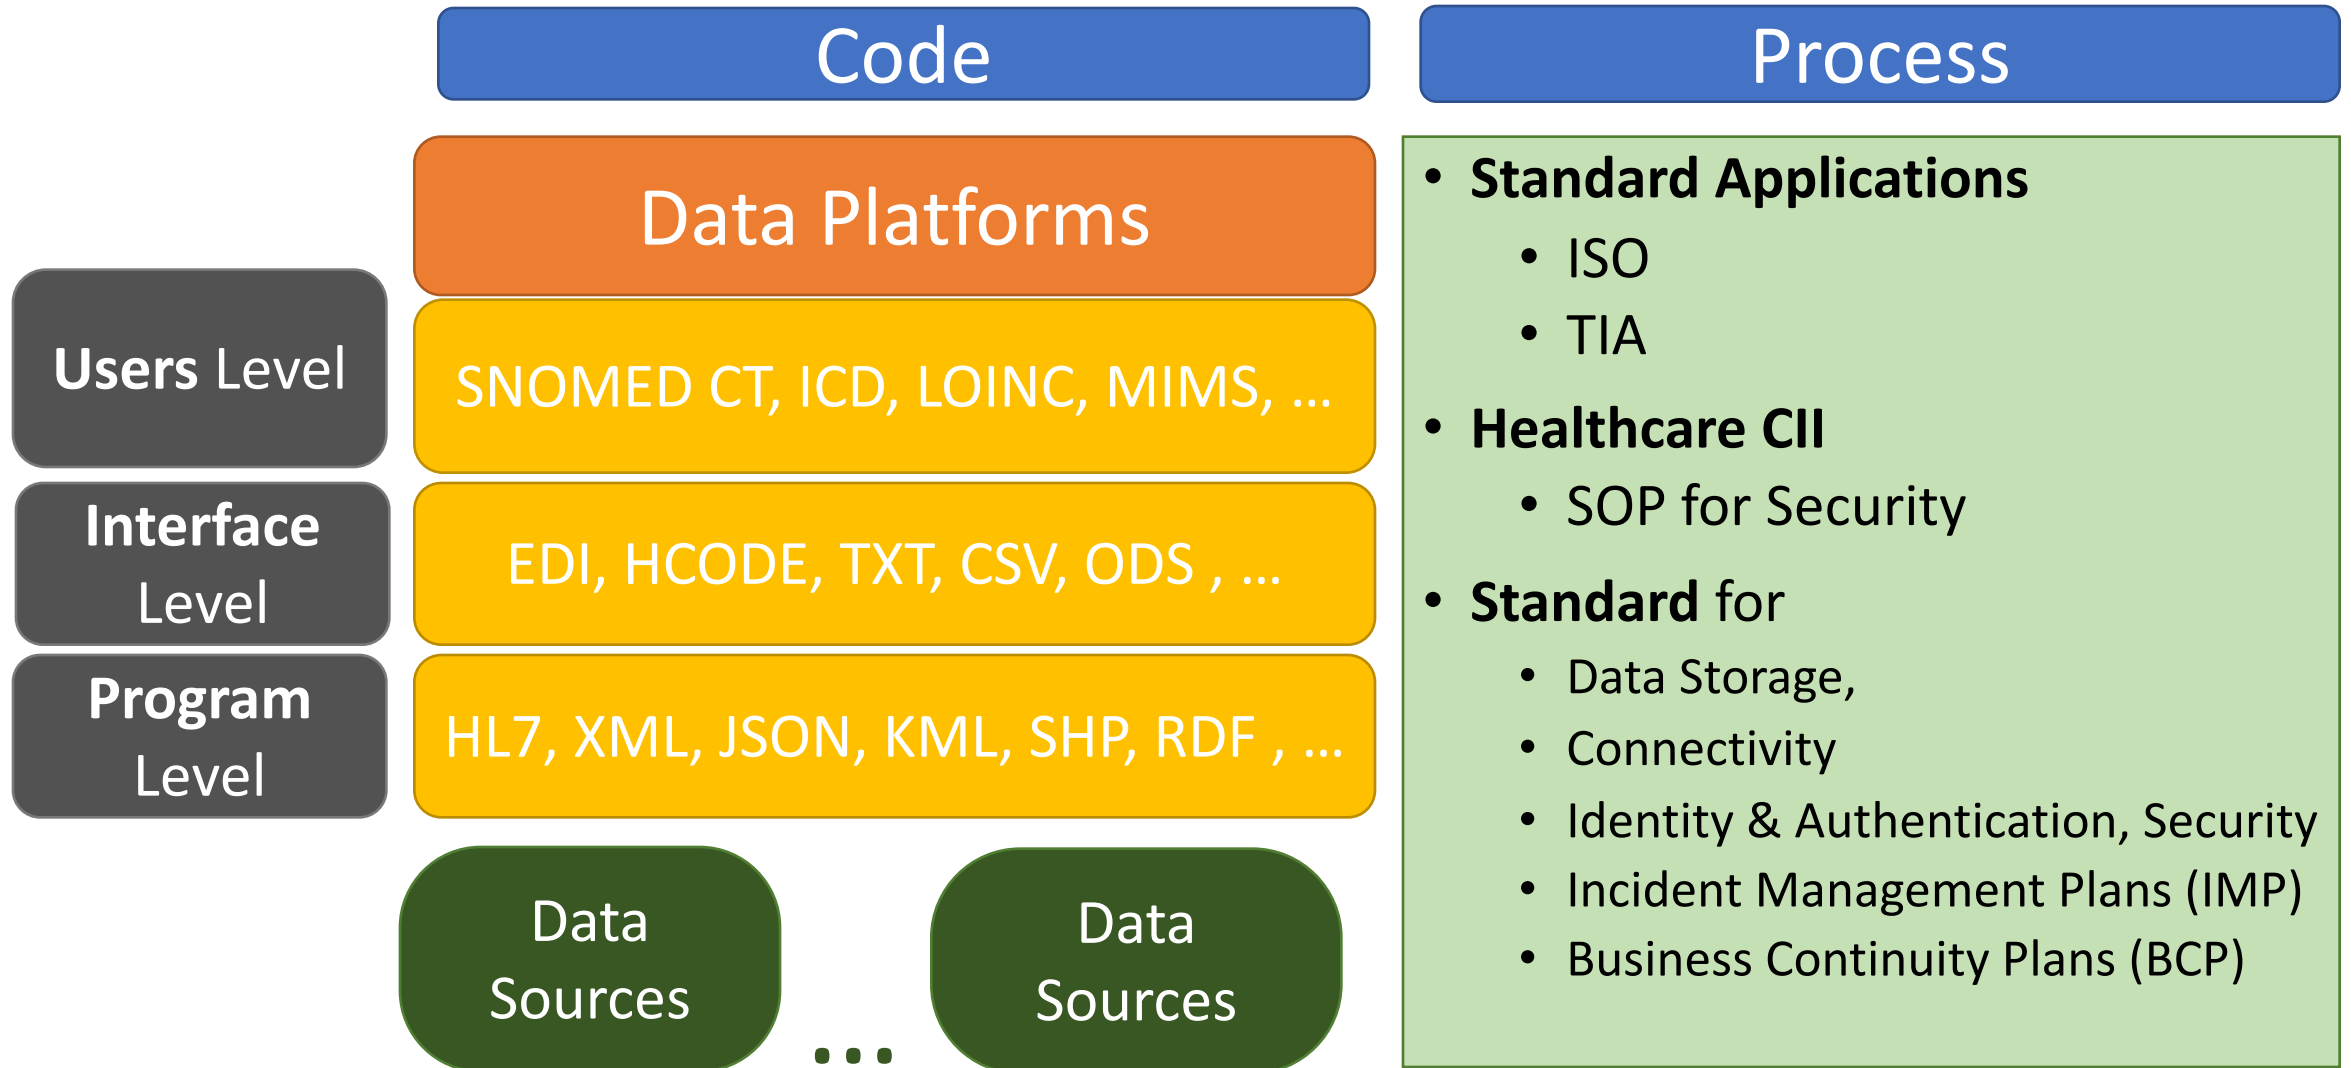 Code
Process
Data Platforms
Users Level
SNOMED CT, ICD, LOINC, MIMS, ...
Interface
Level
EDI, HCODE, TXT, CSV, ODS , ...
Program
Level
HL7, XML, JSON, KML, SHP, RDF , ...
Data
Sources
...
Data
Sources
• Standard Applications
• ISO
• TIA
• Healthcare CII
• SOP for Security
• Standard for
• Data Storage,
• Connectivity
• Identity & Authentication, Security
• Incident Management Plans (IMP)
• Business Continuity Plans (BCP)